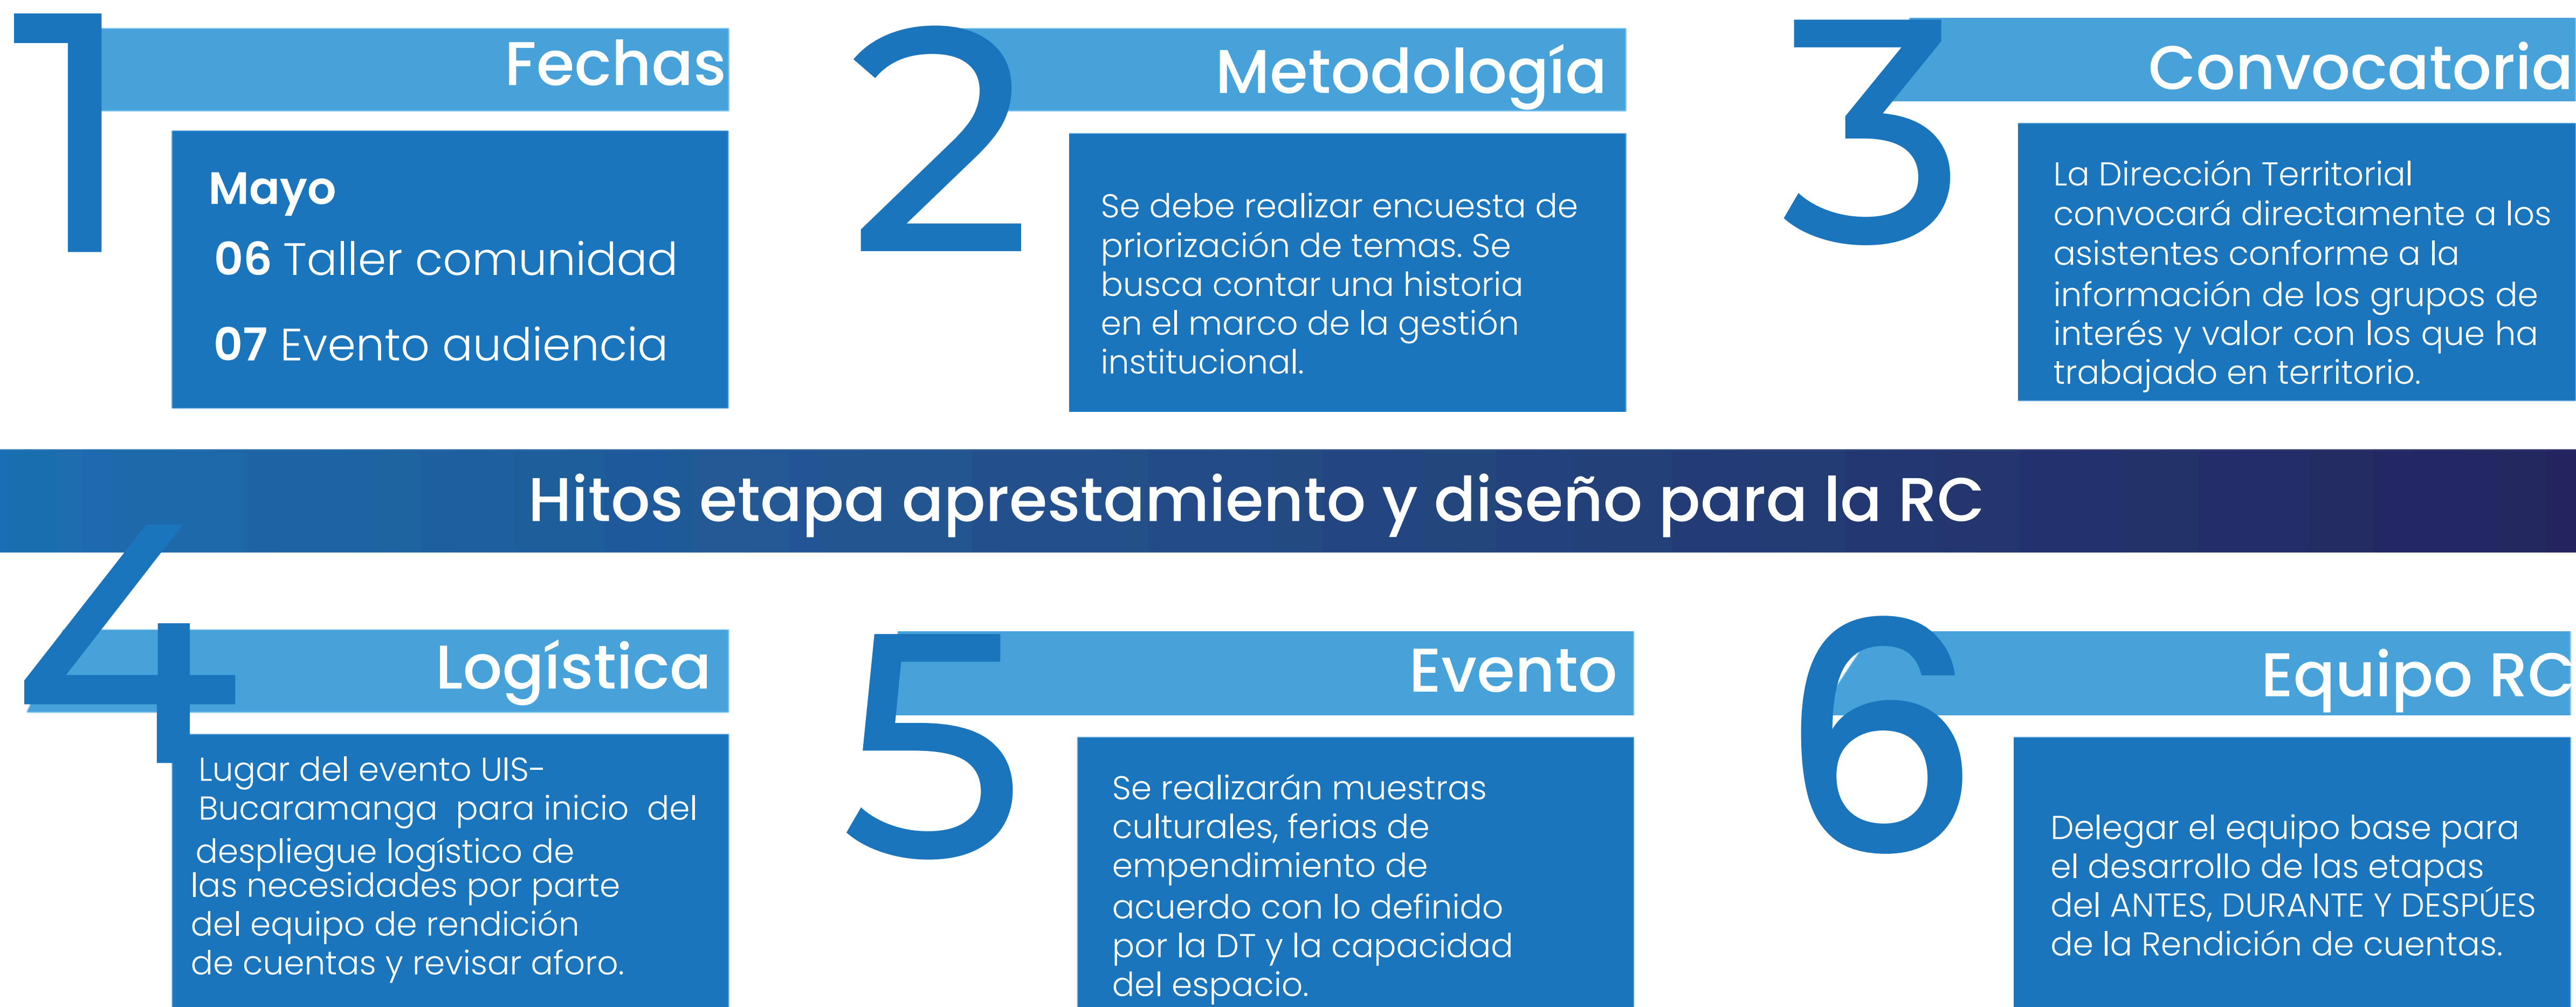 1
Fechas
Mayo
06 Taller comunidad
07 Evento audiencia
2
Metodología
Se debe realizar encuesta de
priorización de temas. Se
busca contar una historia
en el marco de la gestión
institucional.
3
Convocatoria
La Dirección Territorial
convocará directamente a los
asistentes conforme a la
información de los grupos de
interés y valor con los que ha
trabajado en territorio.
Hitos etapa aprestamiento y diseño para la RC
4
Logística
Lugar del evento UIS-
Bucaramanga para inicio del
despliegue logístico de
las necesidades por parte
del equipo de rendición
de cuentas y revisar aforo.
5
Evento
Se realizarán muestras
culturales, ferias de
empendimiento de
acuerdo con lo definido
por la DT y la capacidad
del espacio.
6
Equipo RC
Delegar el equipo base para
el desarrollo de las etapas
del ANTES, DURANTE Y DESPÚES
de la Rendición de cuentas.